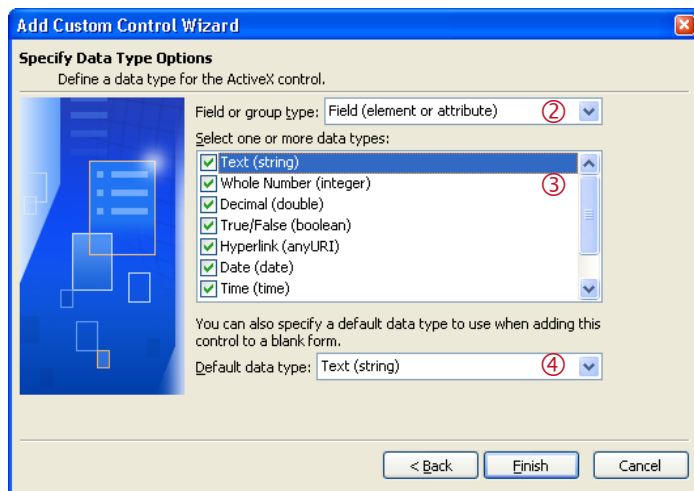 Add Custom Control Wizard
Specify Data Type Options
Define a data type for the ActiveX control.
Field or group type: Field (element or attribute) ②
Select one or more data types:
Text (string)
Whole Number (integer) ③
Decimal (double)
True/False (boolean)
Hyperlink (anyURI)
Date (date)
Time (time)
You can also specify a default data type to use when adding this
control to a blank form.
Default data type: Text (string) ④
< Back Finish Cancel